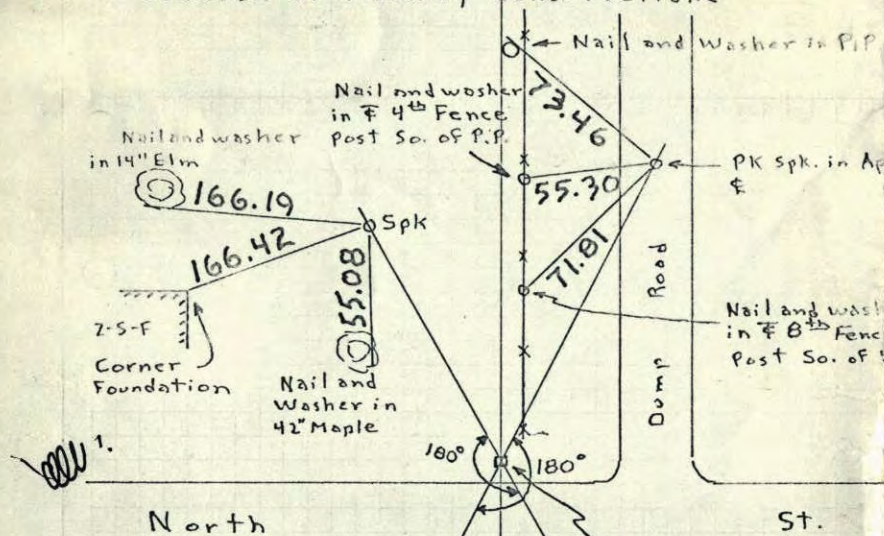 Nail and Washer in P.P.
73.46
Nail and washer
in ₣ 4th Fence
Post So. of P.P.
Nail and washer
in 14" Elm
166.19
55.30
PK Spk. in
℄
Spk
166.42
55.08
71.81
Road
Nail and
in ₣ 8th
Post So. of
2-S-F
Corner
Foundation
Nail and
Washer in
42" Maple
Dump
1.
180°
180°
North
St.